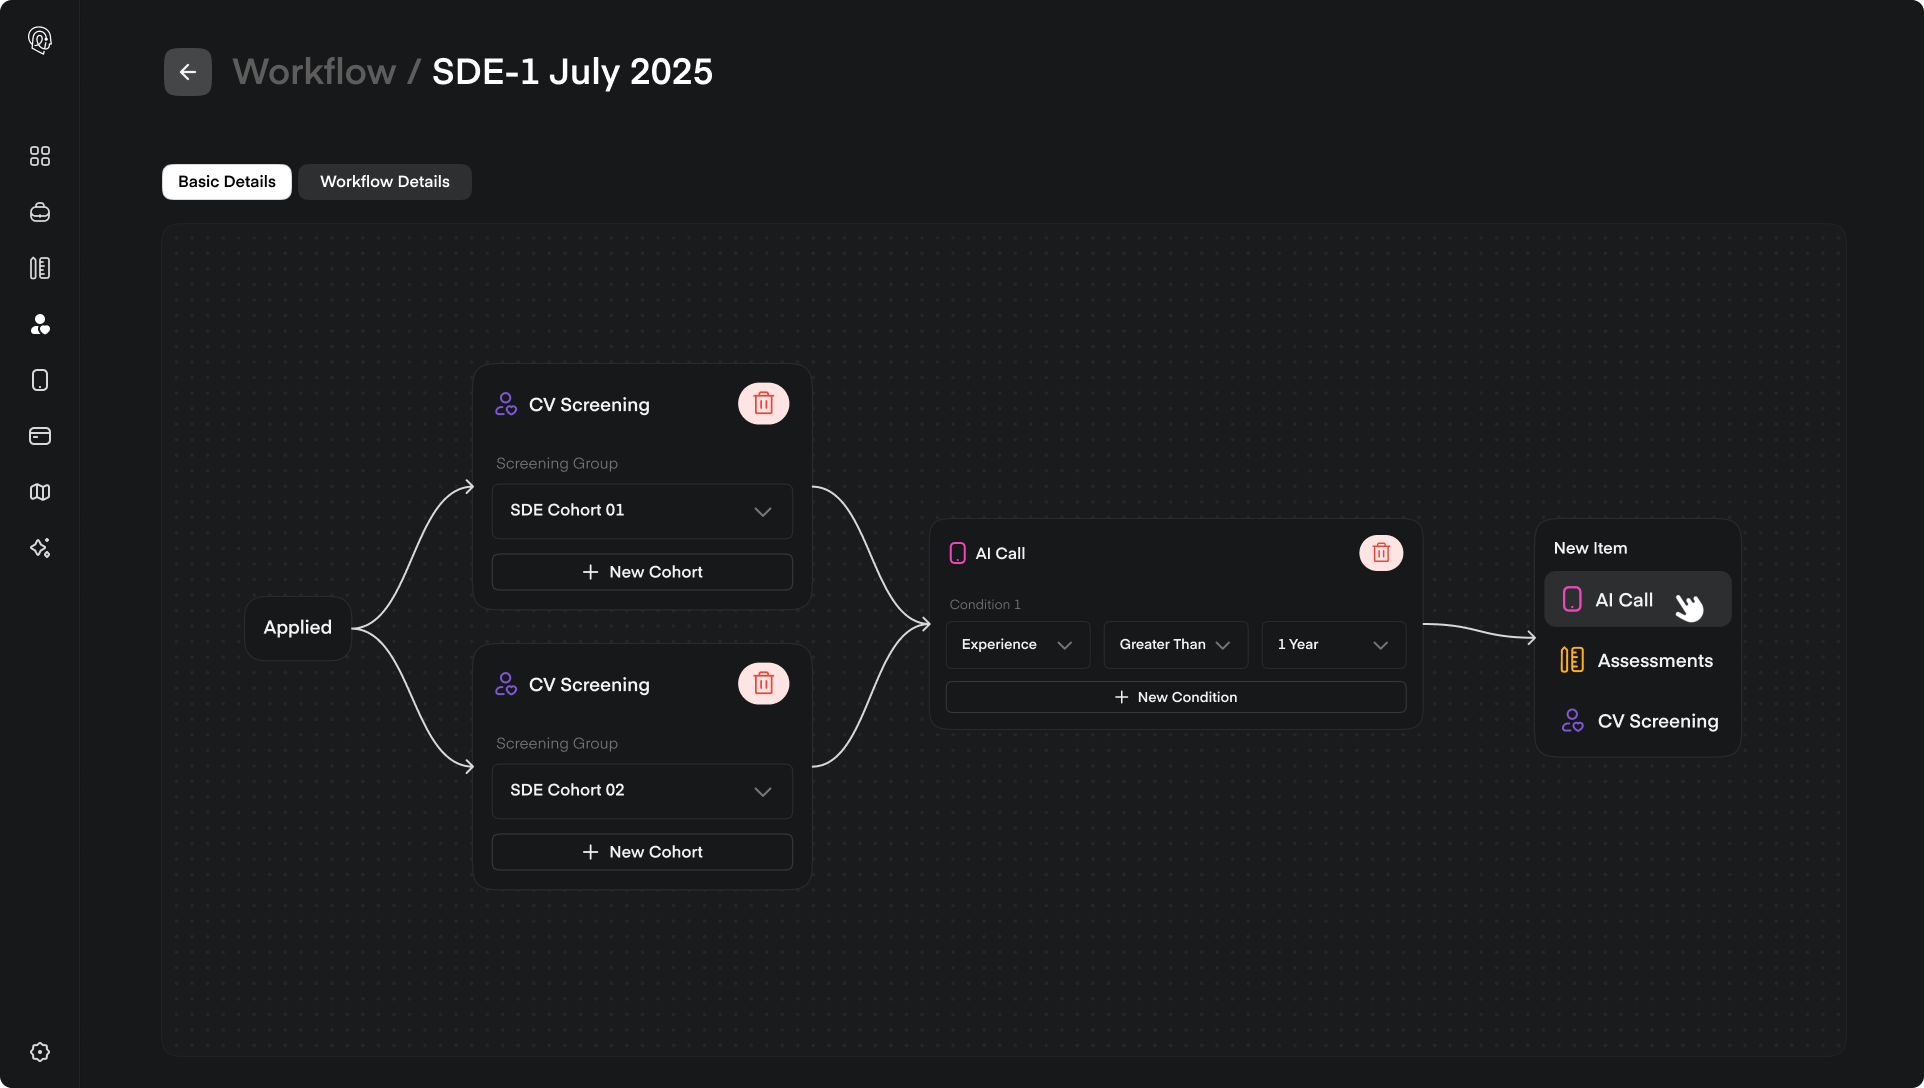 Workflow / SDE-1 July 2025
Basic Details
Workflow Details
Applied
CV Screening
Screening Group
SDE Cohort 01
New Cohort
CV Screening
Screening Group
SDE Cohort 02
New Cohort
AI Call
Condition 1
Experience
Greater Than
1 Year
New Condition
New Item
AI Call
Assessments
CV Screening